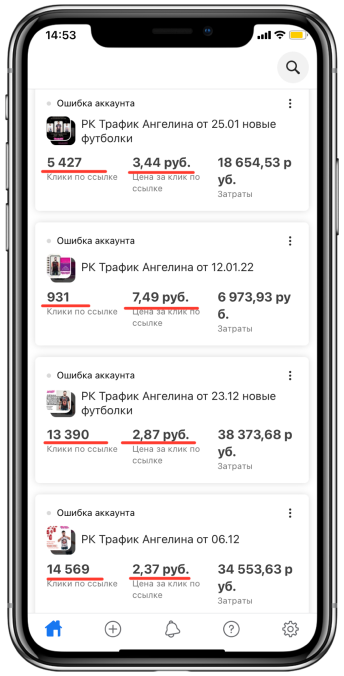 14:53
Ошибка аккаунта
РК Трафик Ангелина от 25.01 новые
футболки
5 427 3,44 руб. 18 654,53 р
уб.
Клики по ссылке Цена за клик по
ссылке
Затраты
Ошибка аккаунта
РК Трафик Ангелина от 12.01.22
931 7,49 руб. 6 973,93 ру
б.
Клики по ссылке Цена за клик по
ссылке
Затраты
Ошибка аккаунта
РК Трафик Ангелина от 23.12 новые
футболки
13 390 2,87 руб. 38 373,68 р
уб.
Клики по ссылке Цена за клик по
ссылке
Затраты
Ошибка аккаунта
РК Трафик Ангелина от 06.12
14 569 2,37 руб. 34 553,63 р
уб.
Клики по ссылке Цена за клик по
ссылке
Затраты